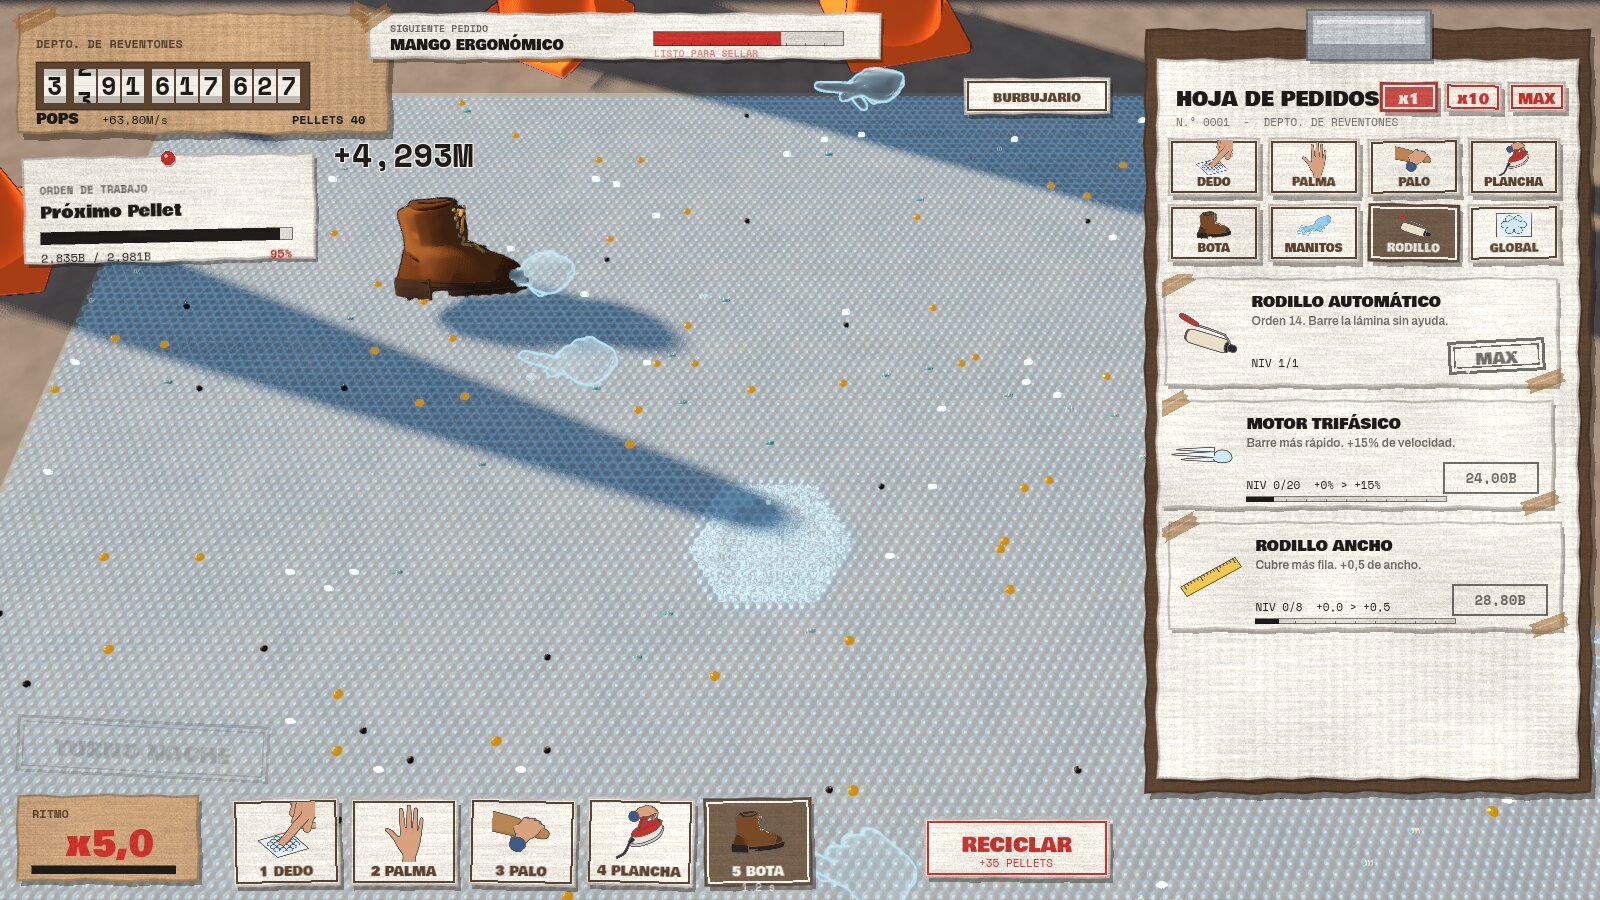 DEPTO. DE REVENTONES
91 617 627
POPS +63,80M/s PELLETS 40
SIGUIENTE PEDIDO
MANGO ERGONÓMICO
LISTO PARA SELLAR
BURBUJARIO
+4,293M
ORDEN DE TRABAJO
Próximo Pellet
2,835B / 2,981B 95%
HOJA DE PEDIDOS x1 x10 MAX
N.° 0001 - DEPTO. DE REVENTONES
DEDO PALMA PALO PLANCHA
BOTA MANITOS RODILLO GLOBAL
RODILLO AUTOMÁTICO
Orden 14. Barre la lámina sin ayuda.
NIV 1/1 MAX
MOTOR TRIFÁSICO
Barre más rápido. +15% de velocidad.
NIV 0/20 +0% > +15% 24,00B
RODILLO ANCHO
Cubre más fila. +0,5 de ancho.
NIV 0/8 +0.0 > +0.5 28,80B
TURNO NOCHE
RITMO
x5,0
1 DEDO 2 PALMA 3 PALO 4 PLANCHA 5 BOTA
RECICLAR
+35 PELLETS